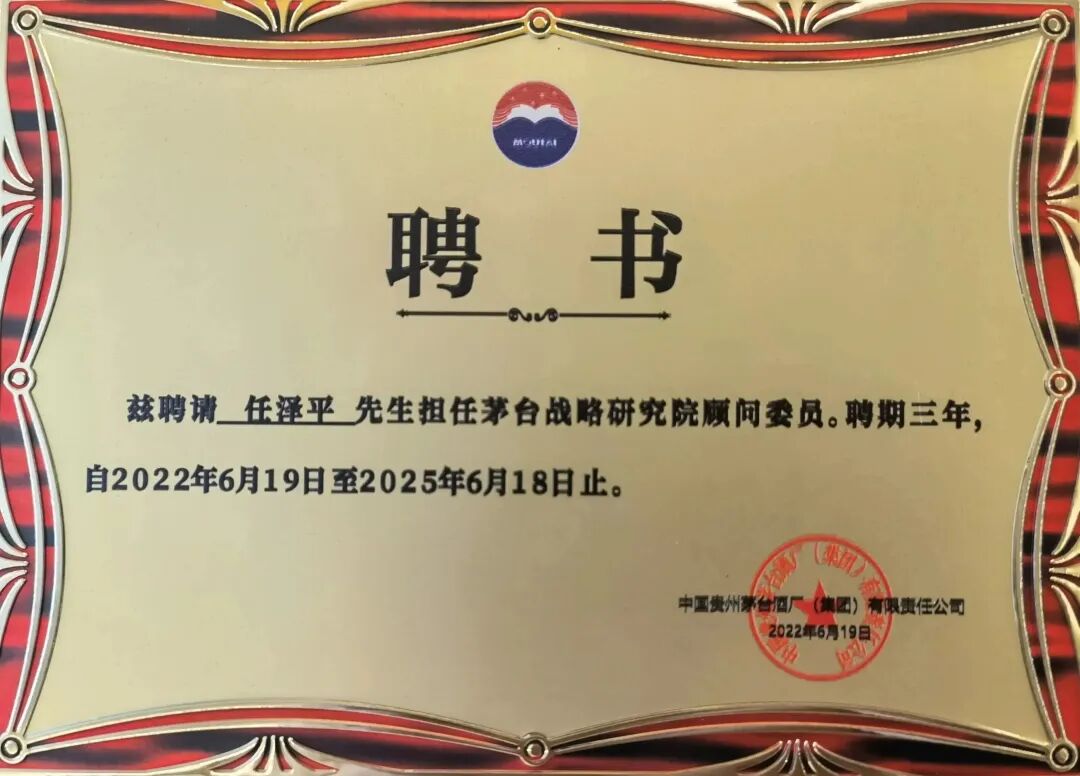 MOUTAI
聘 书
兹聘请 任泽平 先生担任茅台战略研究院顾问委员。聘期三年，
自2022年6月19日至2025年6月18日止。
中国贵州茅台酒厂（集团）有限责任公司
2022年6月19日